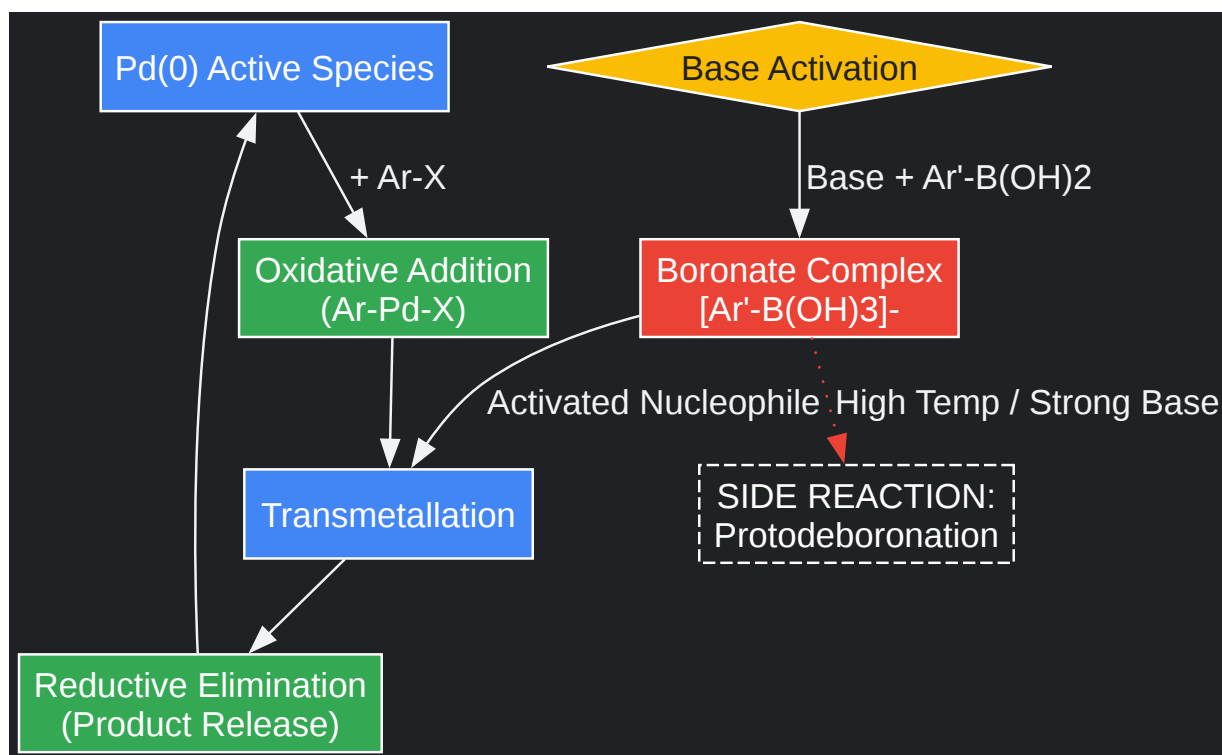 Pd(0) Active Species
Base Activation
+ Ar-X
Base + Ar'-B(OH)2
Oxidative Addition
(Ar-Pd-X)
Boronate Complex
[Ar'-B(OH)3]-
Activated Nucleophile
High Temp / Strong Base
Transmetallation
SIDE REACTION:
Protodeboronation
Reductive Elimination
(Product Release)